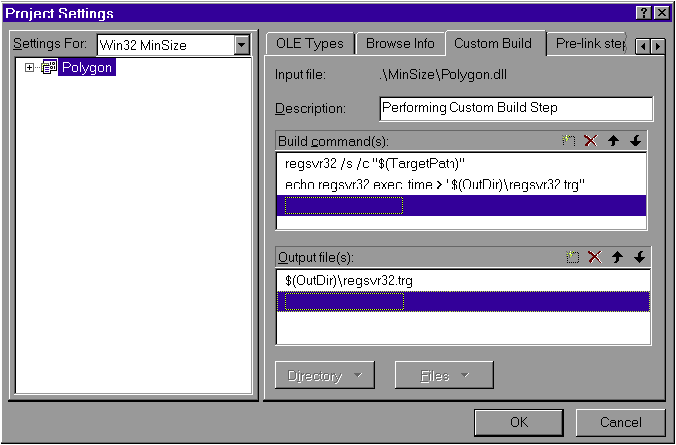 Project Settings
Settings For: Win32 MinSize
Polygon
OLE Types Browse Info Custom Build Pre-link step
Input file: .\MinSize\Polygon.dll
Description: Performing Custom Build Step
Build command(s):
regsvr32 /s /c "$(TargetPath)"
echo regsvr32 exec. time > "$(OutDir)\regsvr32.trg"
Output file(s):
$(OutDir)\regsvr32.trg
Directory Files
OK Cancel